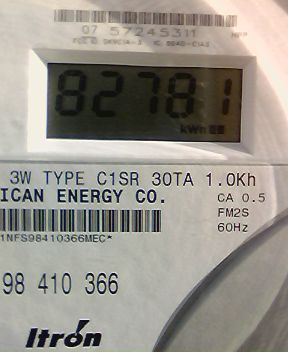 07 57245311
82781
kWh
3W TYPE C1SR 30TA 1.0Kh
ICAN ENERGY CO.
CA 0.5
FM2S
60Hz
1NFS98410366MEC*
98 410 366
Itrón